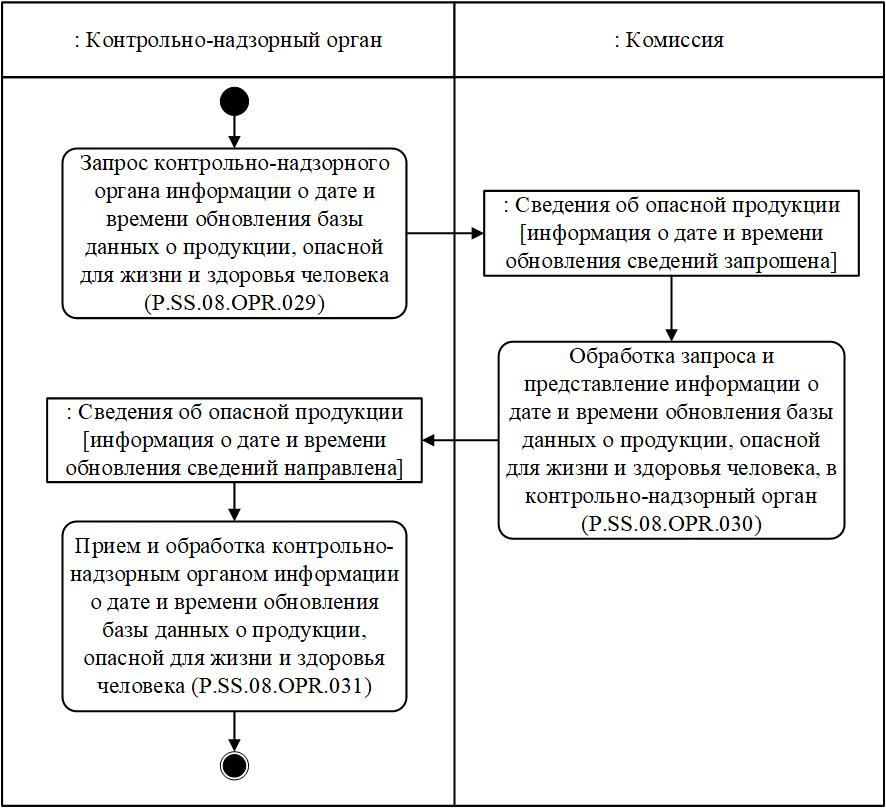 : Контрольно-надзорный орган
: Комиссия
Запрос контрольно-надзорного
органа информации о дате и
времени обновления базы
данных о продукции, опасной
для жизни и здоровья человека
(P.SS.08.OPR.029)
: Сведения об опасной продукции
[информация о дате и времени
обновления сведений запрошена]
Обработка запроса и
представление информации о
дате и времени обновления базы
данных о продукции, опасной
для жизни и здоровья человека, в
контрольно-надзорный орган
(P.SS.08.OPR.030)
: Сведения об опасной продукции
[информация о дате и времени
обновления сведений направлена]
Прием и обработка контрольно-
надзорным органом информации
о дате и времени обновления
базы данных о продукции,
опасной для жизни и здоровья
человека (P.SS.08.OPR.031)